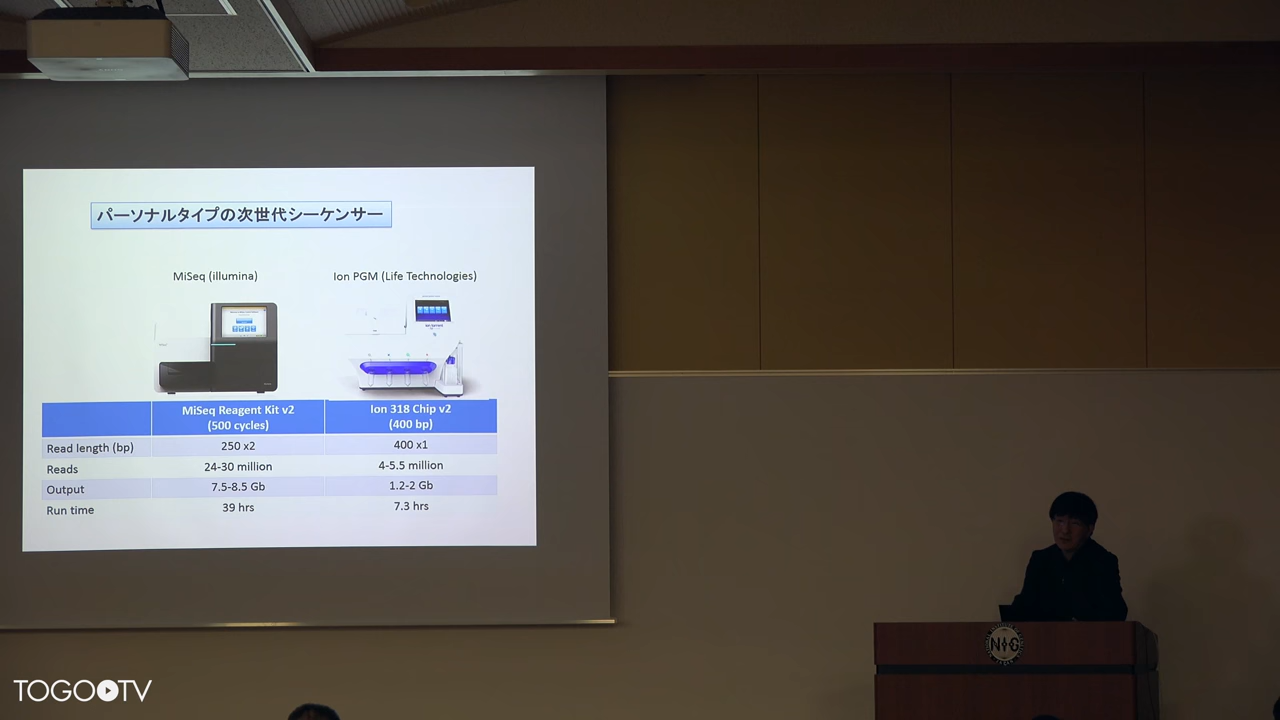 パーソナルタイプの次世代シーケンサー
MiSeq (illumina)
Ion PGM (Life Technologies)
MiSeq Reagent Kit v2
(500 cycles)
Ion 318 Chip v2
(400 bp)
Read length (bp)
250 x2
400 x1
Reads
24-30 million
4-5.5 million
Output
7.5-8.5 Gb
1.2-2 Gb
Run time
39 hrs
7.3 hrs
NIG
TOGO TV